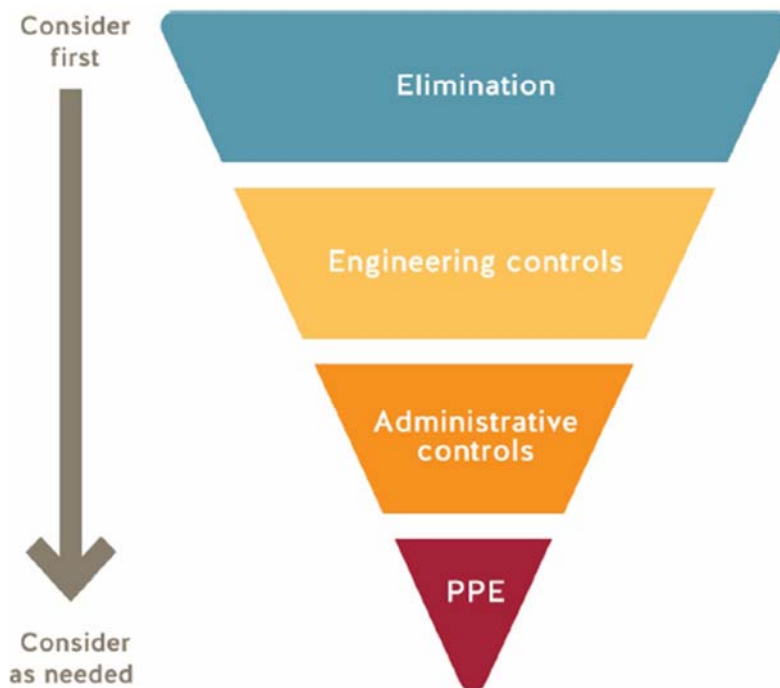 Consider
first
Elimination
Engineering controls
Administrative
controls
PPE
Consider
as needed